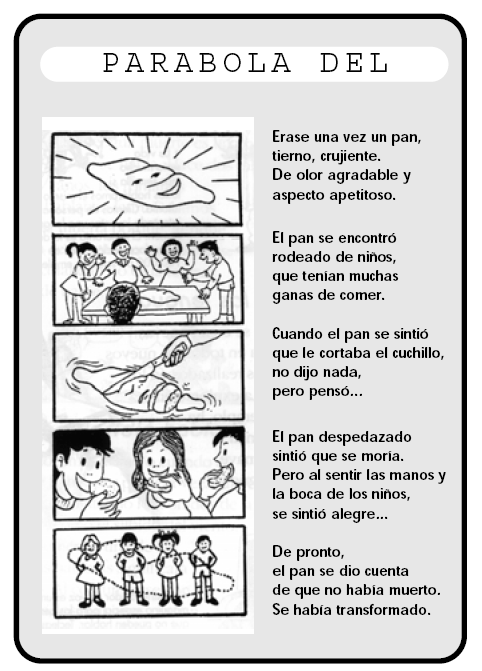 PARABOLA DEL
Erase una vez un pan,
tierno, crujiente.
De olor agradable y
aspecto apetitoso.
El pan se encontró
rodeado de niños,
que tenían muchas
ganas de comer.
Cuando el pan se sintió
que le cortaba el cuchillo,
no dijo nada,
pero pensó...
El pan despedazado
sintió que se moría.
Pero al sentir las manos y
la boca de los niños,
se sintió alegre...
De pronto,
el pan se dio cuenta
de que no había muerto.
Se había transformado.